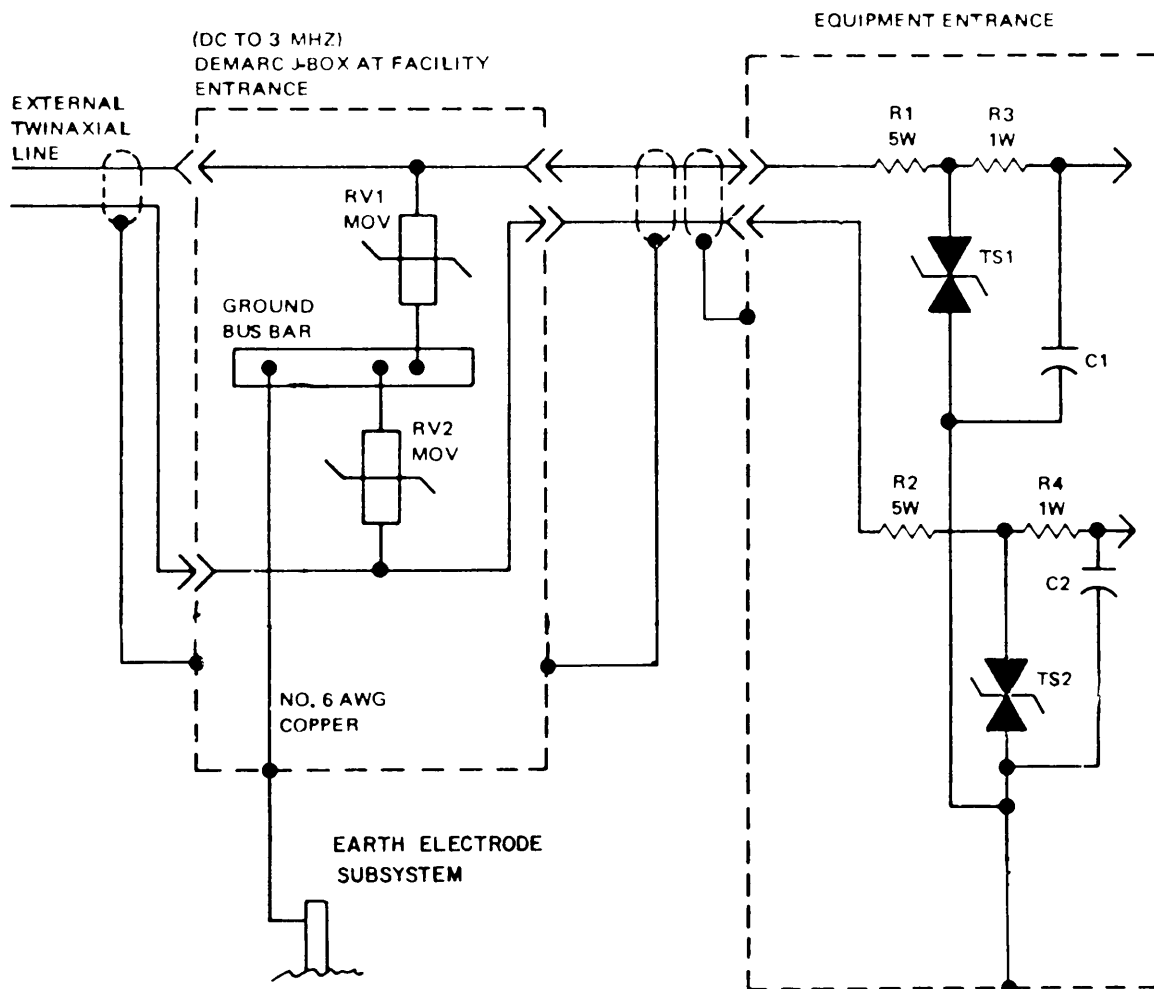 EQUIPMENT ENTRANCE
(DC TO 3 MHZ)
DEMARC J-BOX AT FACILITY
ENTRANCE
EXTERNAL
TWINAXIAL
LINE
R1
5W
R3
1W
RV1
MOV
TS1
GROUND
BUS BAR
C1
RV2
MOV
R2
5W
R4
1W
C2
TS2
NO. 6 AWG
COPPER
EARTH ELECTRODE
SUBSYSTEM